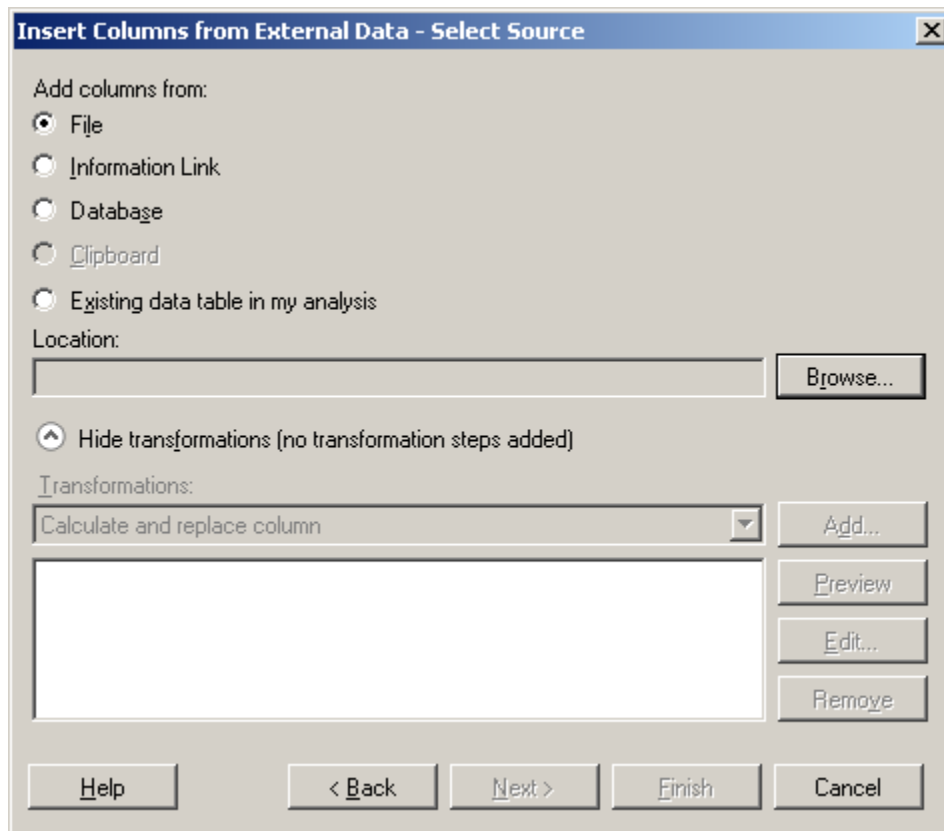 Insert Columns from External Data - Select Source
Add columns from:
File
Information Link
Database
Clipboard
Existing data table in my analysis
Location:
Browse...
Hide transformations (no transformation steps added)
Transformations:
Calculate and replace column
Add...
Preview
Edit...
Remove
Help
< Back
Next >
Finish
Cancel